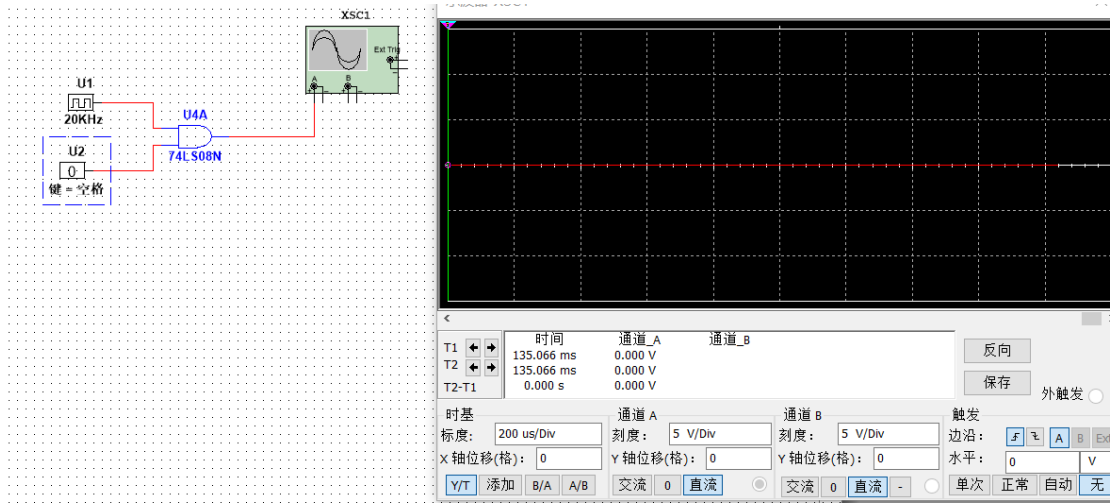 XSC1
Ext Trig
A
B
U1
20KHz
U4A
74LS08N
U2
0
键 = 空格
T1
T2
T2-T1
时间
通道_A
通道_B
135.066 ms
0.000 V
135.066 ms
0.000 V
0.000 s
0.000 V
反向
保存
外触发
时基
标度: 200 us/Div
X 轴位移(格): 0
Y/T 添加 B/A A/B
通道 A
刻度: 5 V/Div
Y 轴位移(格): 0
交流 0 直流
通道 B
刻度: 5 V/Div
Y 轴位移(格): 0
交流 0 直流 -
触发
边沿: A B Ext
水平: 0 V
单次 正常 自动 无